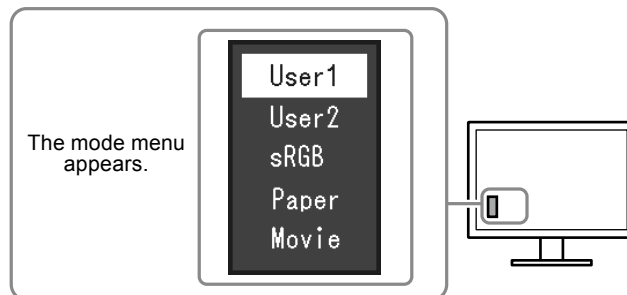 The mode menu
appears.
User1
User2
sRGB
Paper
Movie